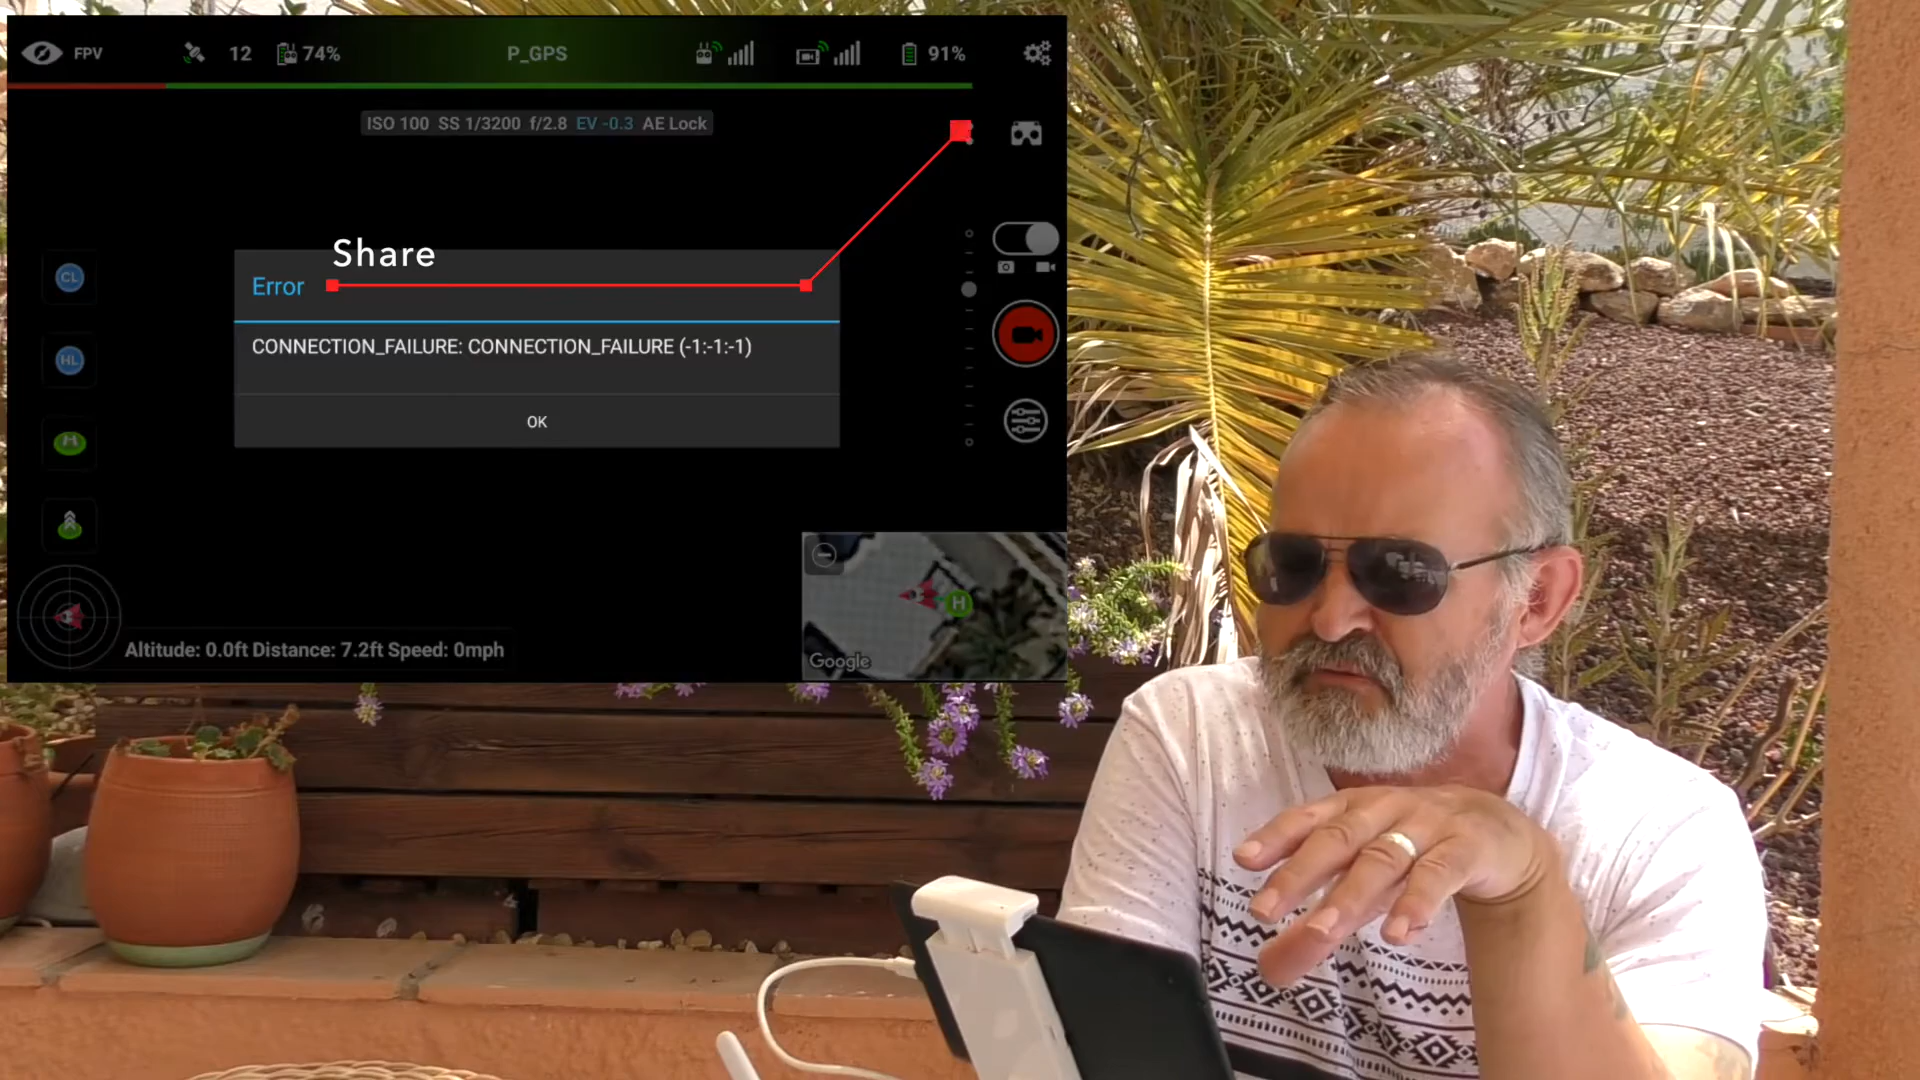 FPV 12 74% P_GPS 91%
ISO 100 SS 1/3200 f/2.8 EV -0.3 AE Lock
Share
Error
CONNECTION_FAILURE: CONNECTION_FAILURE (-1:-1:-1)
OK
CL
HL
H
H
Altitude: 0.0ft Distance: 7.2ft Speed: 0mph
Google